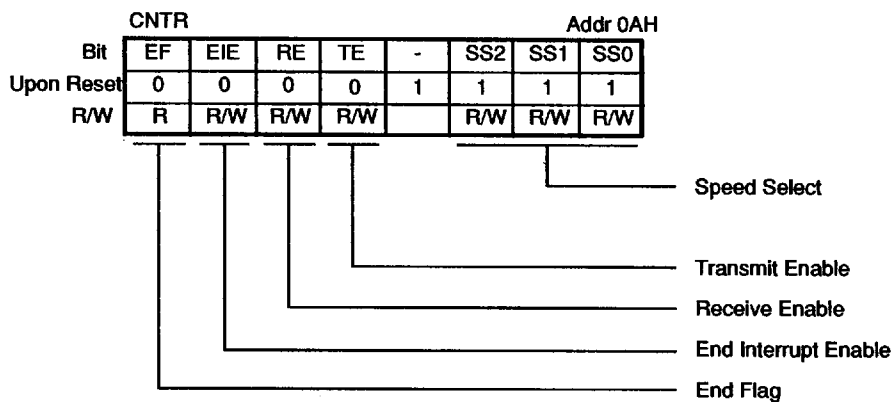 CNTR Addr 0AH
Bit EF EIE RE TE - SS2 SS1 SS0
Upon Reset 0 0 0 0 1 1 1 1
R/W R R/W R/W R/W R/W R/W R/W
Speed Select
Transmit Enable
Receive Enable
End Interrupt Enable
End Flag